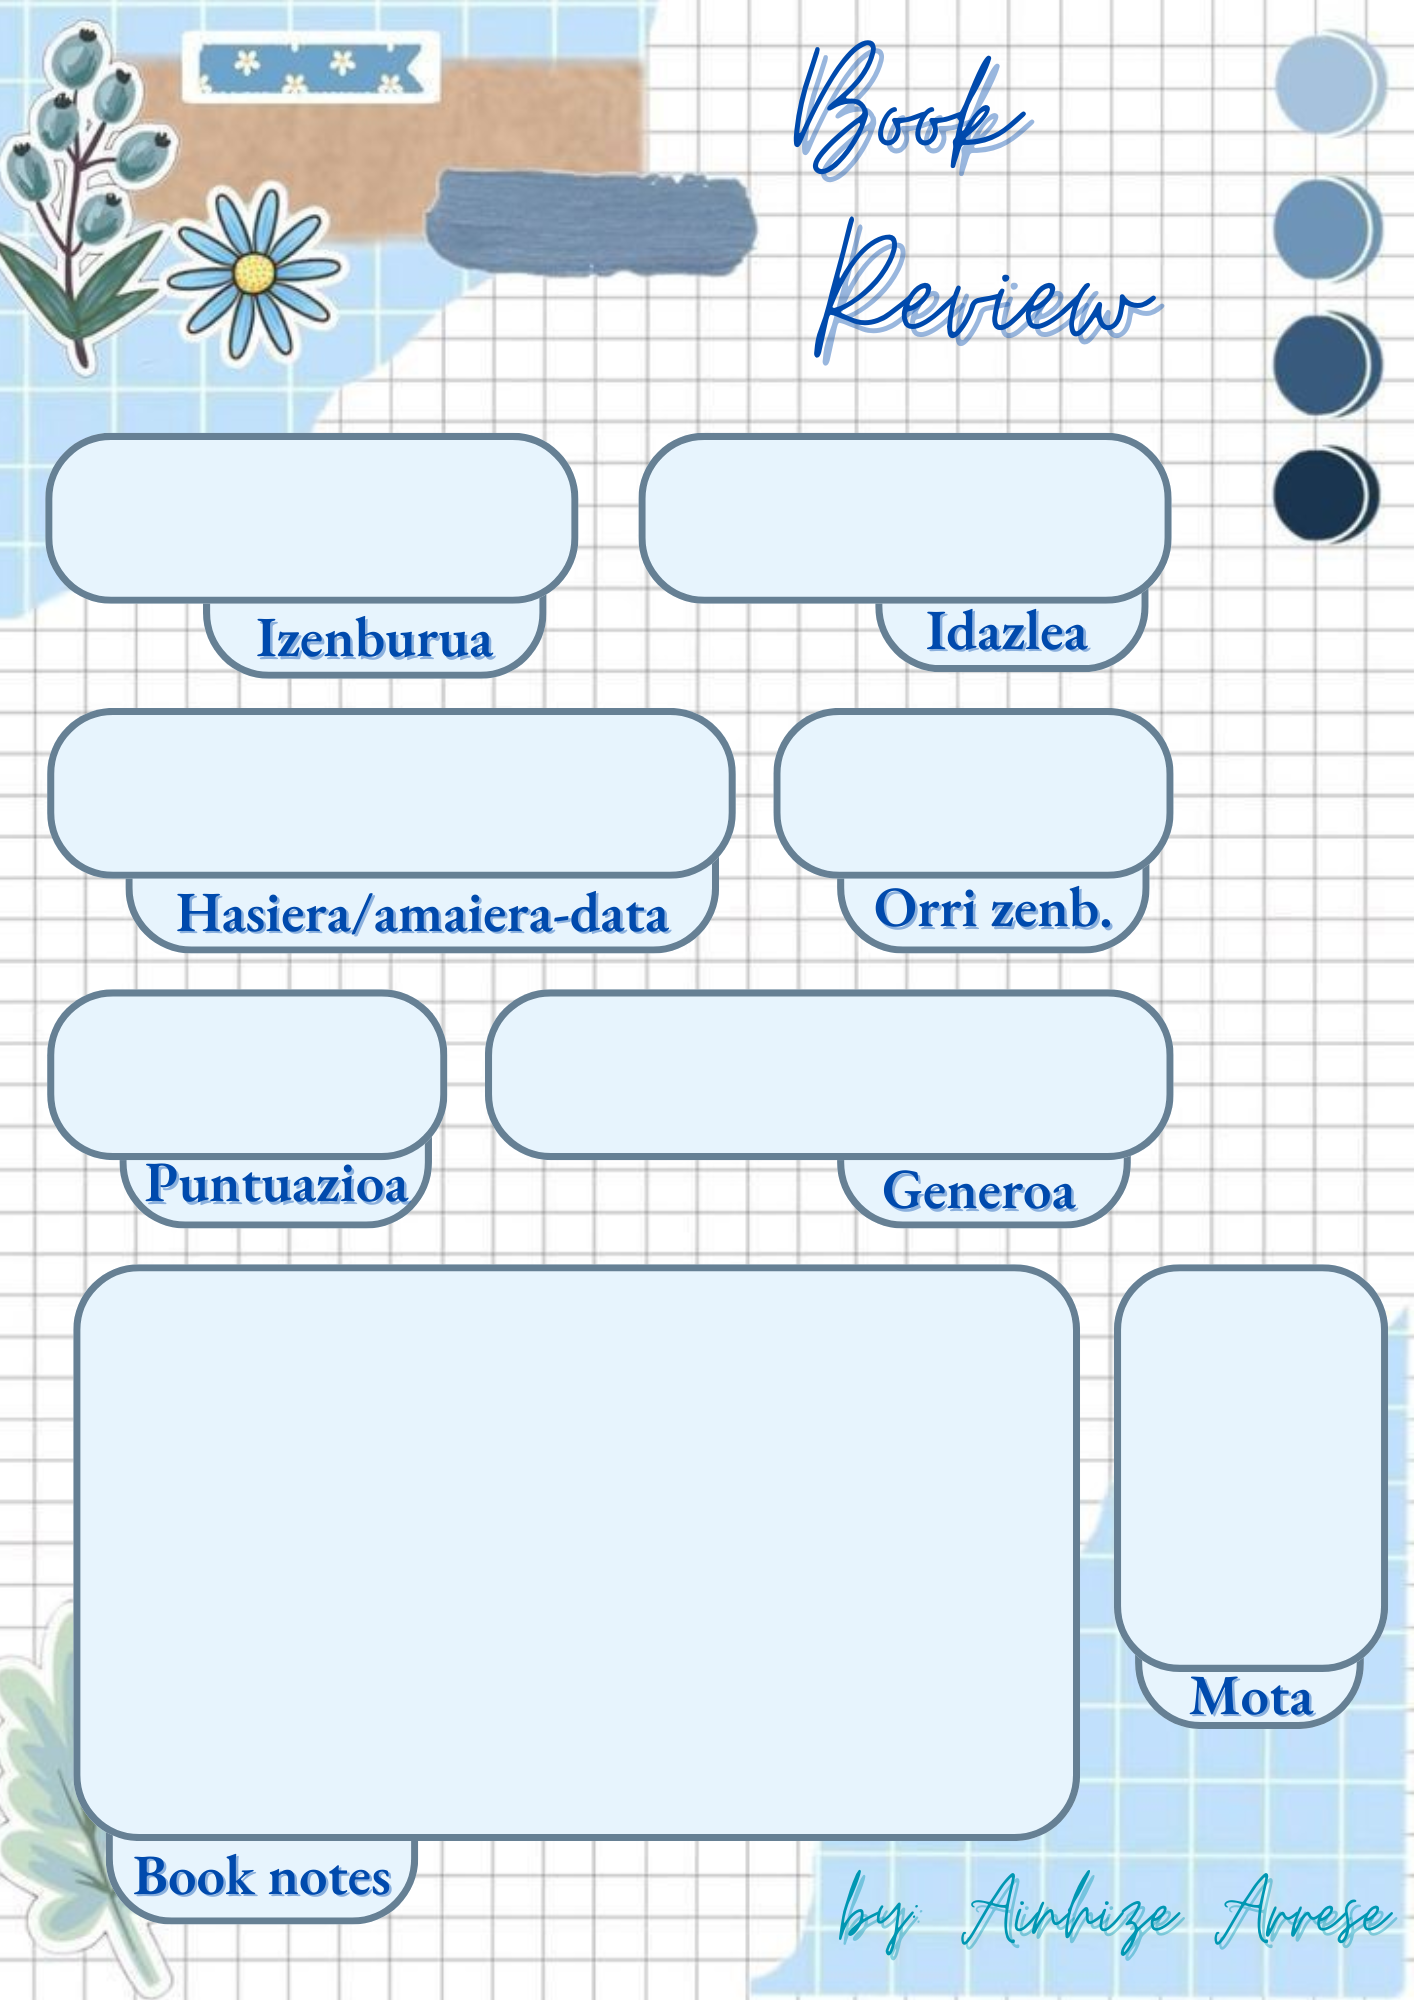 Book
Review
Izenburua
Idazlea
Hasiera/amaiera-data
Orri zenb.
Puntuazioa
Generoa
Mota
Book notes
by: Ainhize Arrese